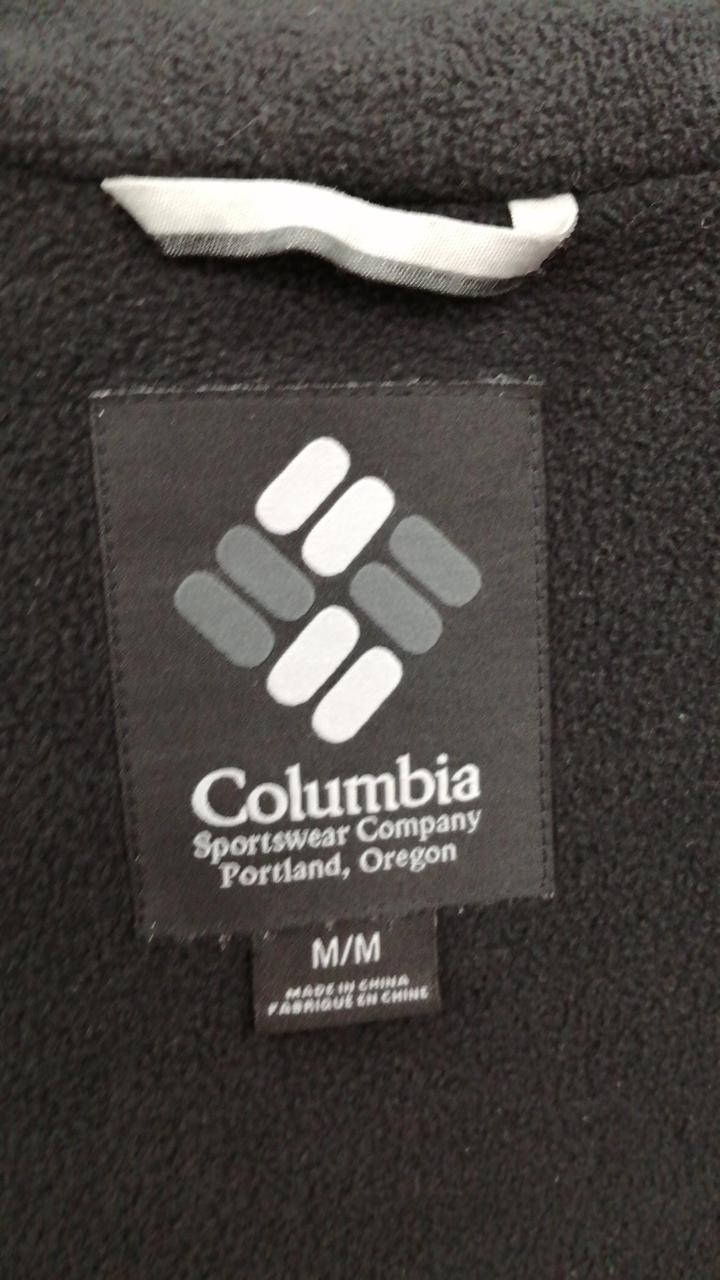 Columbia
Sportswear Company
Portland, Oregon
M/M
MADE IN CHINA
FABRIQUÉ EN CHINE